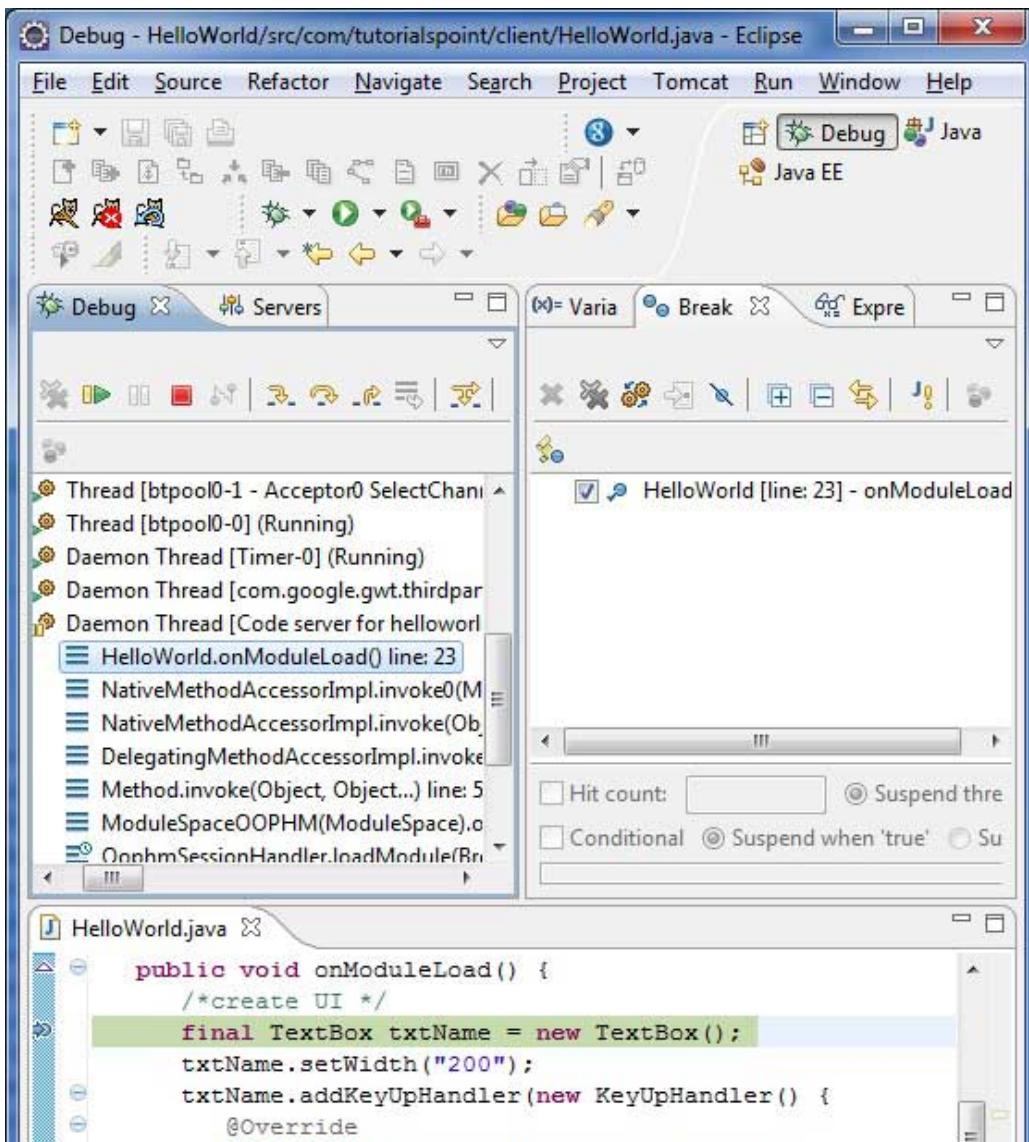 Debug - HelloWorld/src/com/tutorialspoint/client/HelloWorld.java - Eclipse
File Edit Source Refactor Navigate Search Project Tomcat Run Window Help
Debug Java
Java EE
Debug Servers
(x)= Varia Break Expre
Thread [btpool0-1 - Acceptor0 SelectChann
Thread [btpool0-0] (Running)
Daemon Thread [Timer-0] (Running)
Daemon Thread [com.google.gwt.thirdpar
Daemon Thread [Code server for helloworl
HelloWorld.onModuleLoad() line: 23
NativeMethodAccessorImpl.invoke0(M
NativeMethodAccessorImpl.invoke(Obj
DelegatingMethodAccessorImpl.invoke
Method.invoke(Object, Object...) line: 5
ModuleSpaceOOPHM(ModuleSpace).o
OophmSessionHandler.loadModule(Bro
HelloWorld [line: 23] - onModuleLoad
Hit count: Suspend thre
Conditional Suspend when 'true' Su
HelloWorld.java
public void onModuleLoad() {
/*create UI */
final TextBox txtName = new TextBox();
txtName.setWidth("200");
txtName.addKeyUpHandler(new KeyUpHandler() {
@Override